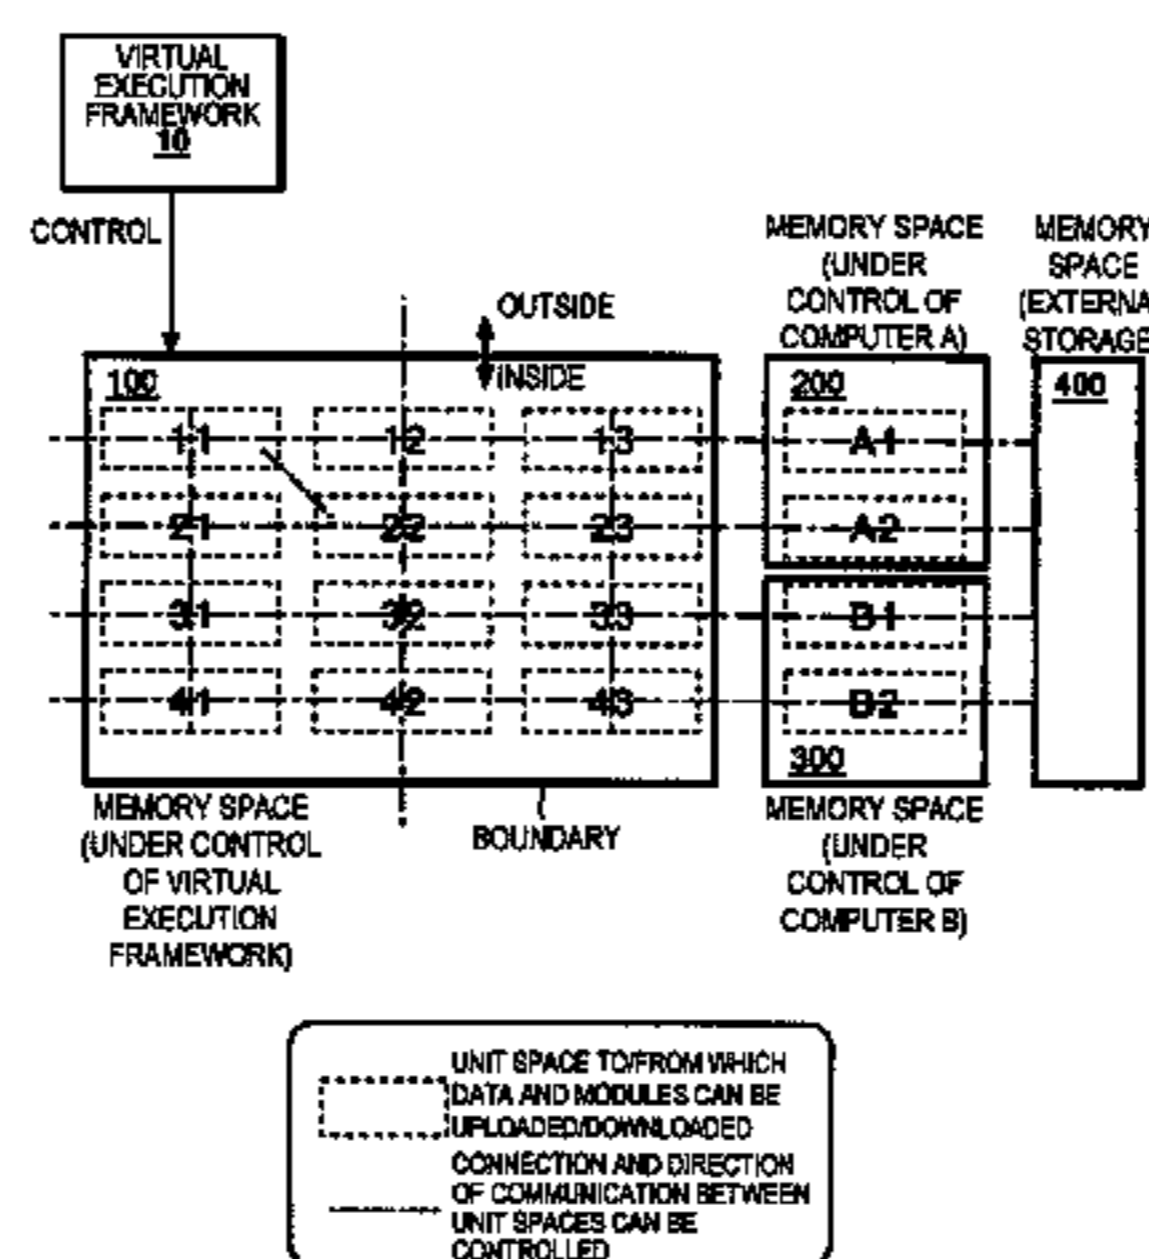 VIRTUAL
EXECUTION
FRAMEWORK
10
CONTROL
OUTSIDE
INSIDE
MEMORY SPACE
(UNDER
CONTROL OF
COMPUTER A)
MEMORY
SPACE
(EXTERNA
STORAGE
100
200
400
11 12 13 A1
21 22 23 A2
31 32 33 B1
41 42 43 B2
300
MEMORY SPACE
(UNDER CONTROL
OF VIRTUAL
EXECUTION
FRAMEWORK)
BOUNDARY
MEMORY SPACE
(UNDER
CONTROL OF
COMPUTER B)
UNIT SPACE TO/FROM WHICH
DATA AND MODULES CAN BE
UPLOADED/DOWNLOADED
CONNECTION AND DIRECTION
OF COMMUNICATION BETWEEN
UNIT SPACES CAN BE
CONTROLLED